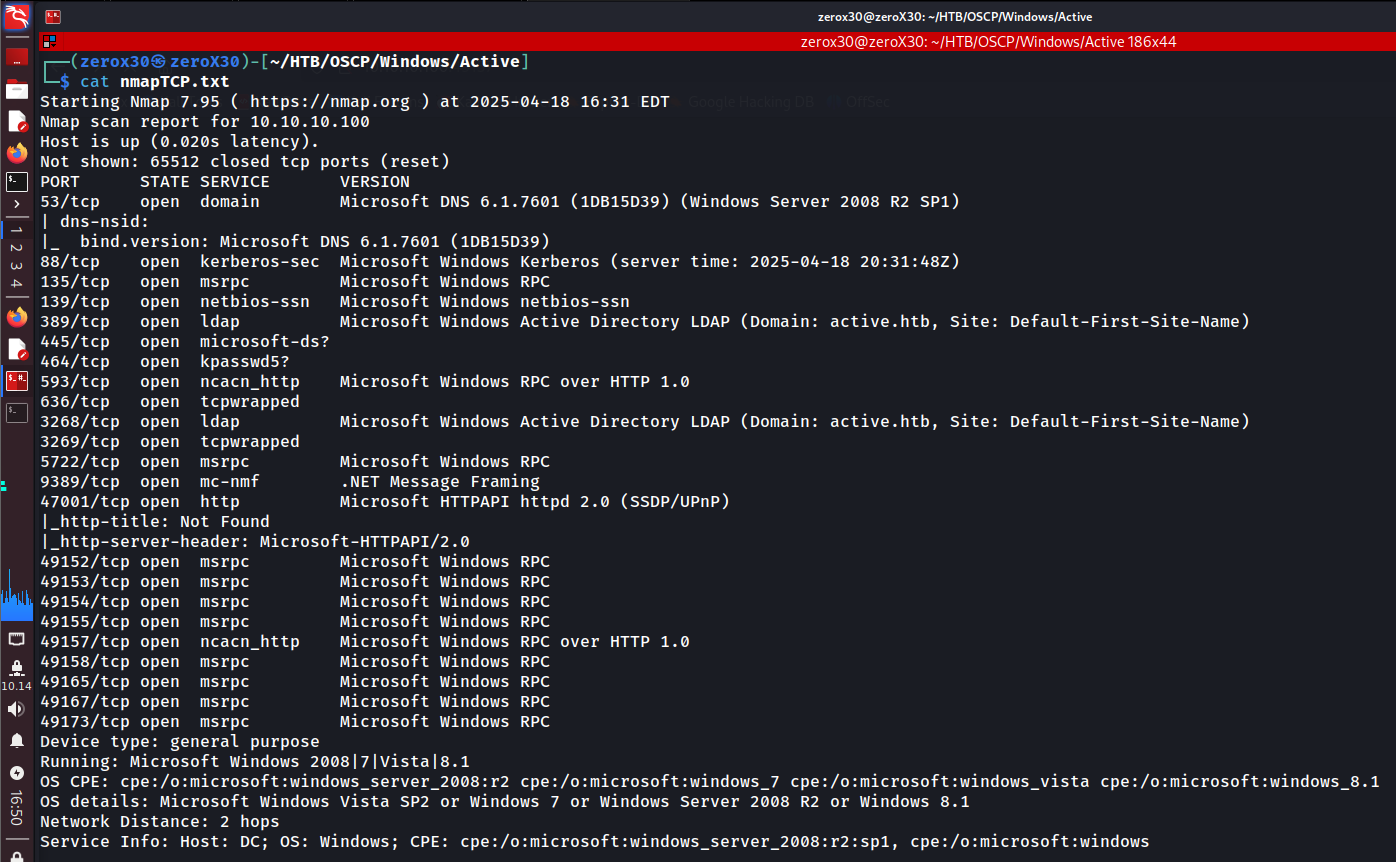 zerox30@zeroX30: ~/HTB/OSCP/Windows/Active
zerox30@zeroX30: ~/HTB/OSCP/Windows/Active 186x44
┌──(zerox30㉿zeroX30)-[~/HTB/OSCP/Windows/Active]
└─$ cat nmapTCP.txt
Starting Nmap 7.95 ( https://nmap.org ) at 2025-04-18 16:31 EDT
Google Hacking DB OffSec
Nmap scan report for 10.10.10.100
Host is up (0.020s latency).
Not shown: 65512 closed tcp ports (reset)
PORT      STATE SERVICE       VERSION
53/tcp    open  domain        Microsoft DNS 6.1.7601 (1DB15D39) (Windows Server 2008 R2 SP1)
| dns-nsid:
|_  bind.version: Microsoft DNS 6.1.7601 (1DB15D39)
88/tcp    open  kerberos-sec  Microsoft Windows Kerberos (server time: 2025-04-18 20:31:48Z)
135/tcp   open  msrpc         Microsoft Windows RPC
139/tcp   open  netbios-ssn   Microsoft Windows netbios-ssn
389/tcp   open  ldap          Microsoft Windows Active Directory LDAP (Domain: active.htb, Site: Default-First-Site-Name)
445/tcp   open  microsoft-ds?
464/tcp   open  kpasswd5?
593/tcp   open  ncacn_http    Microsoft Windows RPC over HTTP 1.0
636/tcp   open  tcpwrapped
3268/tcp  open  ldap          Microsoft Windows Active Directory LDAP (Domain: active.htb, Site: Default-First-Site-Name)
3269/tcp  open  tcpwrapped
5722/tcp  open  msrpc         Microsoft Windows RPC
9389/tcp  open  mc-nmf        .NET Message Framing
47001/tcp open  http          Microsoft HTTPAPI httpd 2.0 (SSDP/UPnP)
|_http-title: Not Found
|_http-server-header: Microsoft-HTTPAPI/2.0
49152/tcp open  msrpc         Microsoft Windows RPC
49153/tcp open  msrpc         Microsoft Windows RPC
49154/tcp open  msrpc         Microsoft Windows RPC
49155/tcp open  msrpc         Microsoft Windows RPC
49157/tcp open  ncacn_http    Microsoft Windows RPC over HTTP 1.0
49158/tcp open  msrpc         Microsoft Windows RPC
49165/tcp open  msrpc         Microsoft Windows RPC
49167/tcp open  msrpc         Microsoft Windows RPC
49173/tcp open  msrpc         Microsoft Windows RPC
Device type: general purpose
Running: Microsoft Windows 2008|7|Vista|8.1
OS CPE: cpe:/o:microsoft:windows_server_2008:r2 cpe:/o:microsoft:windows_7 cpe:/o:microsoft:windows_vista cpe:/o:microsoft:windows_8.1
OS details: Microsoft Windows Vista SP2 or Windows 7 or Windows Server 2008 R2 or Windows 8.1
Network Distance: 2 hops
Service Info: Host: DC; OS: Windows; CPE: cpe:/o:microsoft:windows_server_2008:r2:sp1, cpe:/o:microsoft:windows
1
2
3
4
10.14
16:50